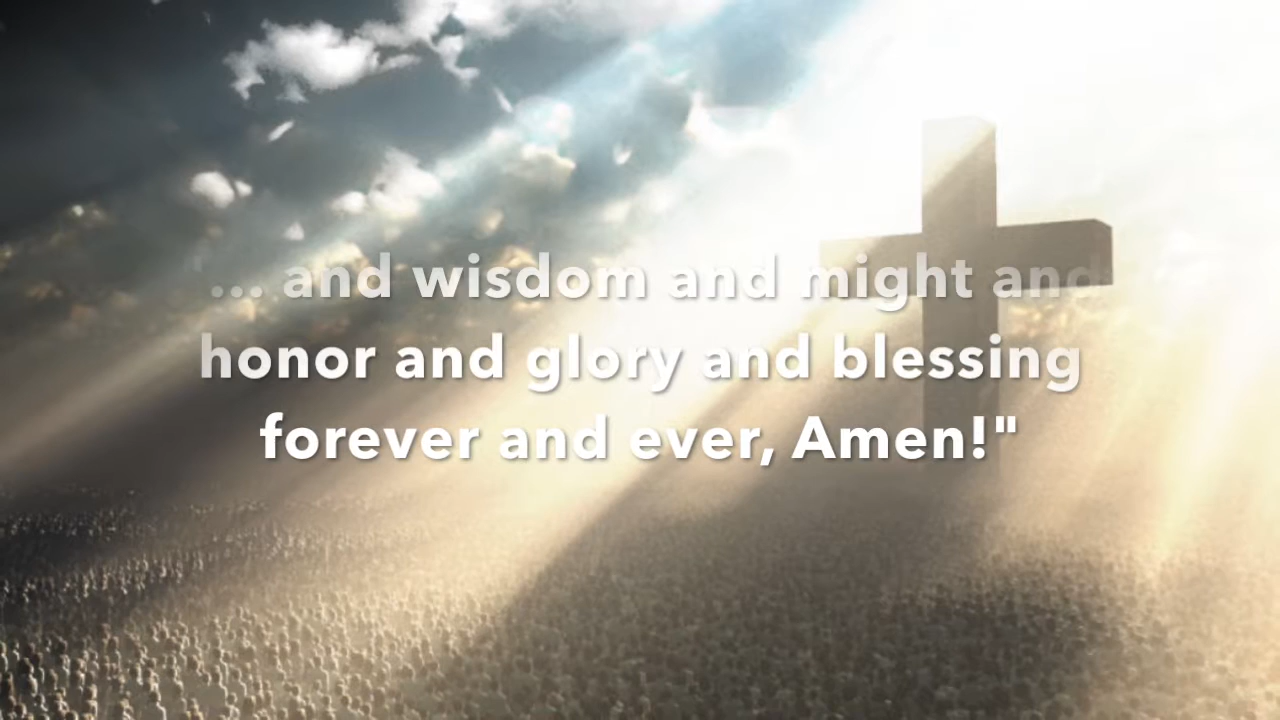 ... and wisdom and might and
honor and glory and blessing
forever and ever, Amen!"